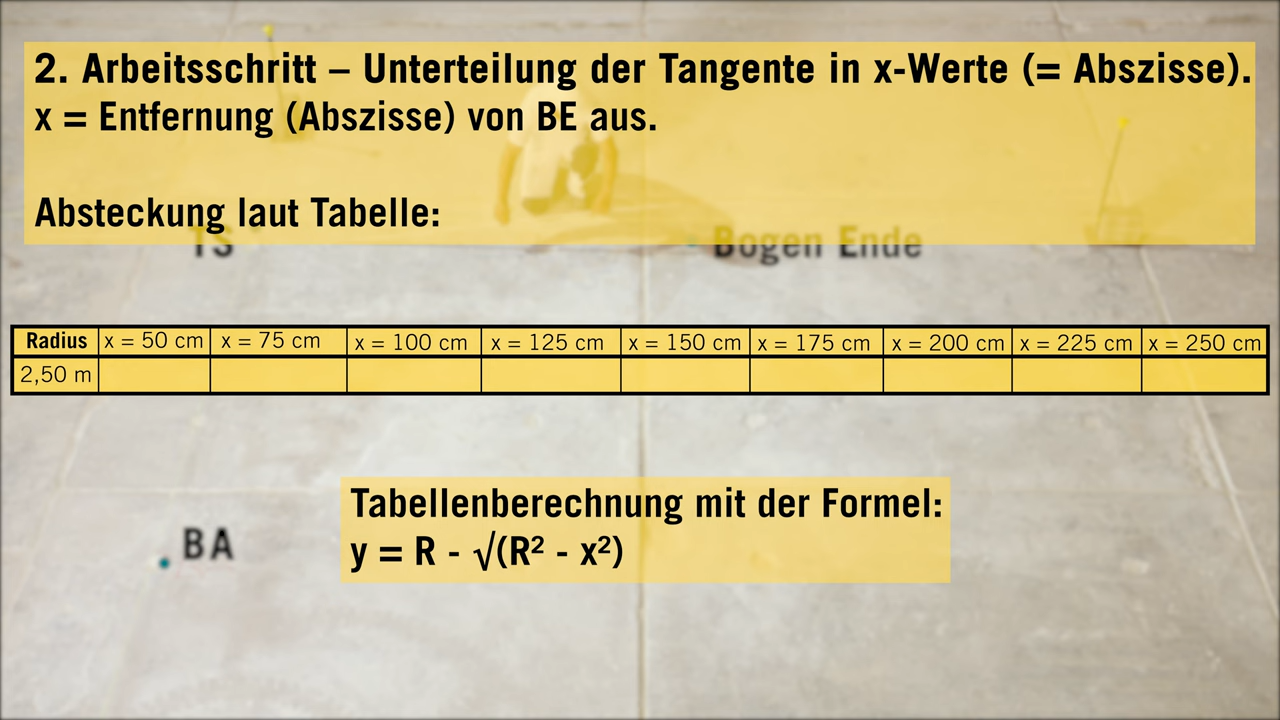 2. Arbeitsschritt – Unterteilung der Tangente in x-Werte (= Abszisse).
x = Entfernung (Abszisse) von BE aus.
Absteckung laut Tabelle:
TS
Bogen Ende
Radius x = 50 cm x = 75 cm x = 100 cm x = 125 cm x = 150 cm x = 175 cm x = 200 cm x = 225 cm x = 250 cm
2,50 m
Tabellenberechnung mit der Formel:
y = R - √(R² - x²)
BA